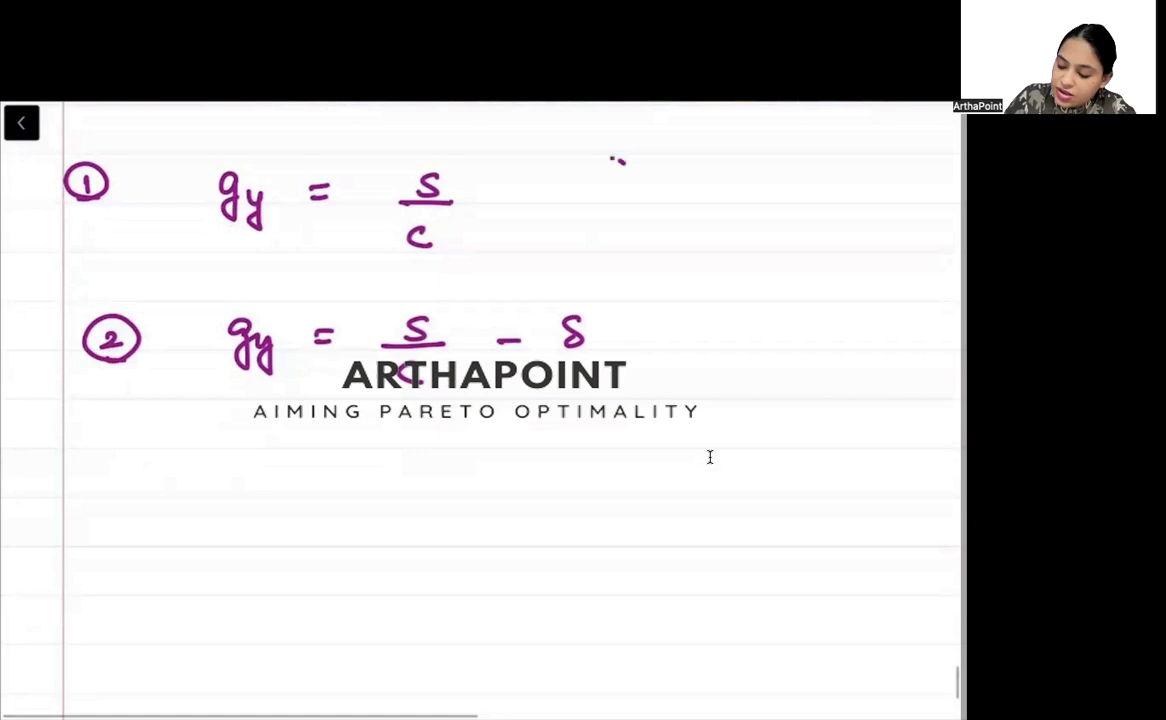 ArthaPoint
① gy = s/c
② gy = s/c - δ
ARTHAPOINT
AIMING PARETO OPTIMALITY